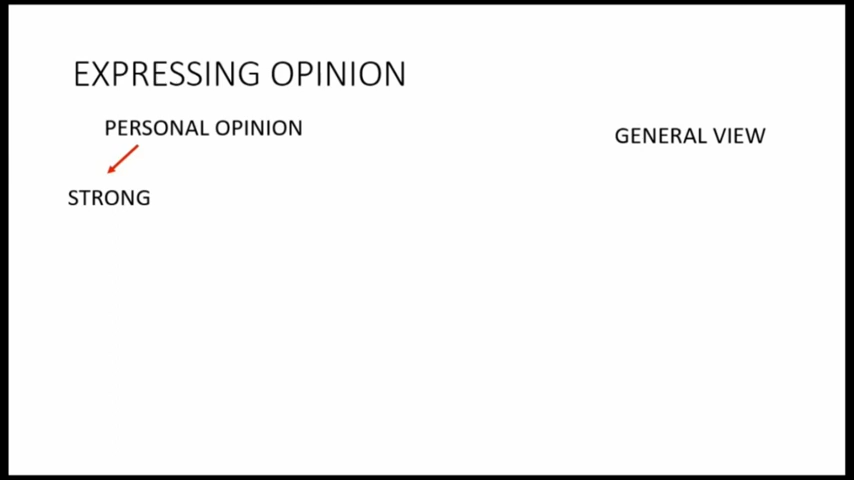 EXPRESSING OPINION
PERSONAL OPINION
GENERAL VIEW
STRONG